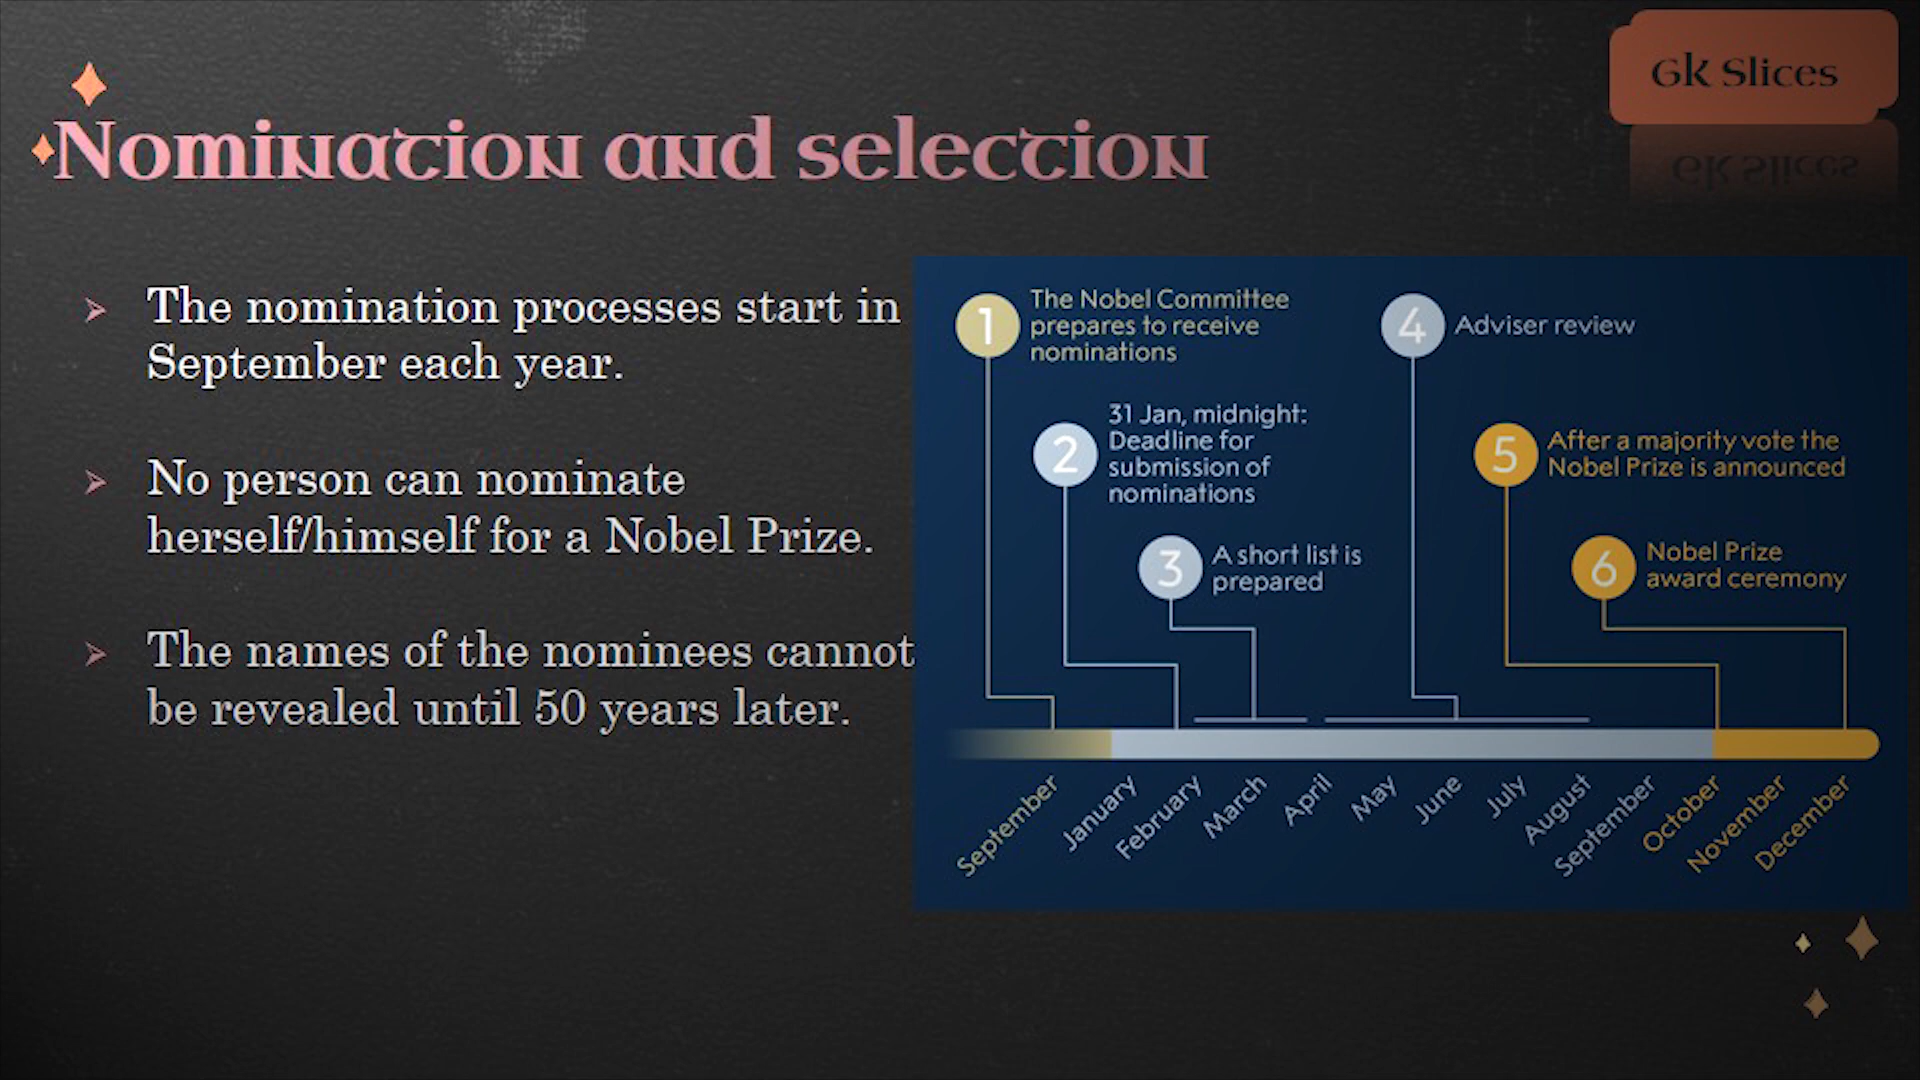 Gk Slices
Gk Slices
Nomination and selection
The nomination processes start in
September each year.
No person can nominate
herself/himself for a Nobel Prize.
The names of the nominees cannot
be revealed until 50 years later.
1
The Nobel Committee
prepares to receive
nominations
2
31 Jan, midnight:
Deadline for
submission of
nominations
3
A short list is
prepared
4
Adviser review
5
After a majority vote the
Nobel Prize is announced
6
Nobel Prize
award ceremony
September
January
February
March
April
May
June
July
August
September
October
November
December